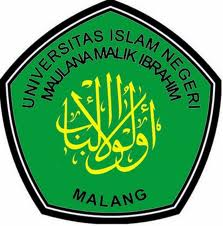 UNIVERSITAS ISLAM NEGERI
MAULANA MALIK IBRAHIM
أولو الألباب
MALANG